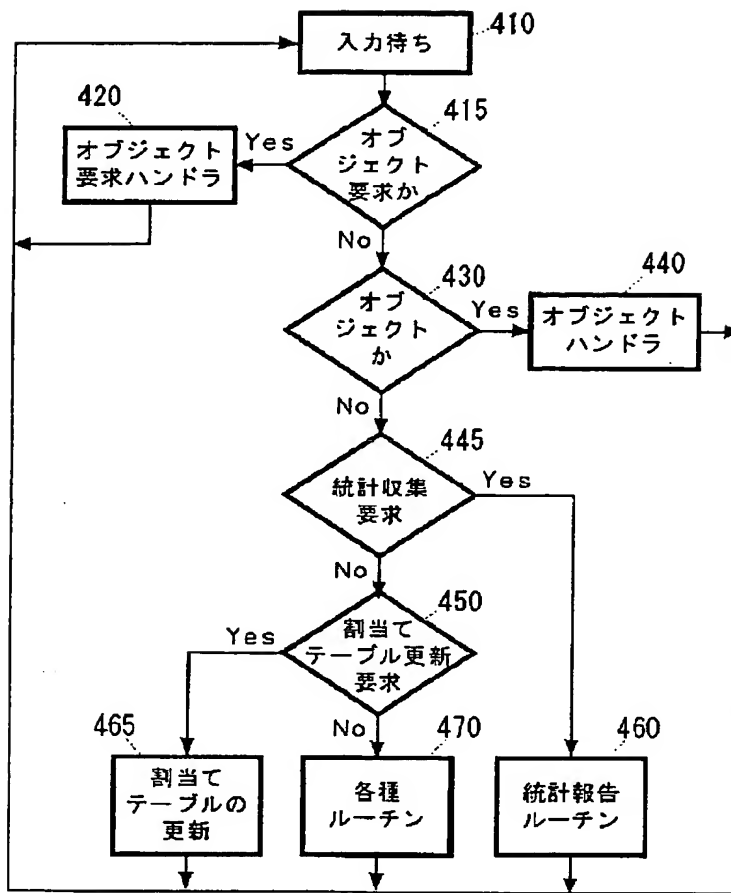 410
入力待ち
420
415
オブジェクト
要求ハンドラ
Yes
オブ
ジェクト
要求か
No
430
440
オブ
ジェクト
か
Yes
オブジェクト
ハンドラ
No
445
統計収集
要求
Yes
No
450
Yes
割当て
テーブル更新
要求
No
465
470
460
割当て
テーブルの
更新
各種
ルーチン
統計報告
ルーチン